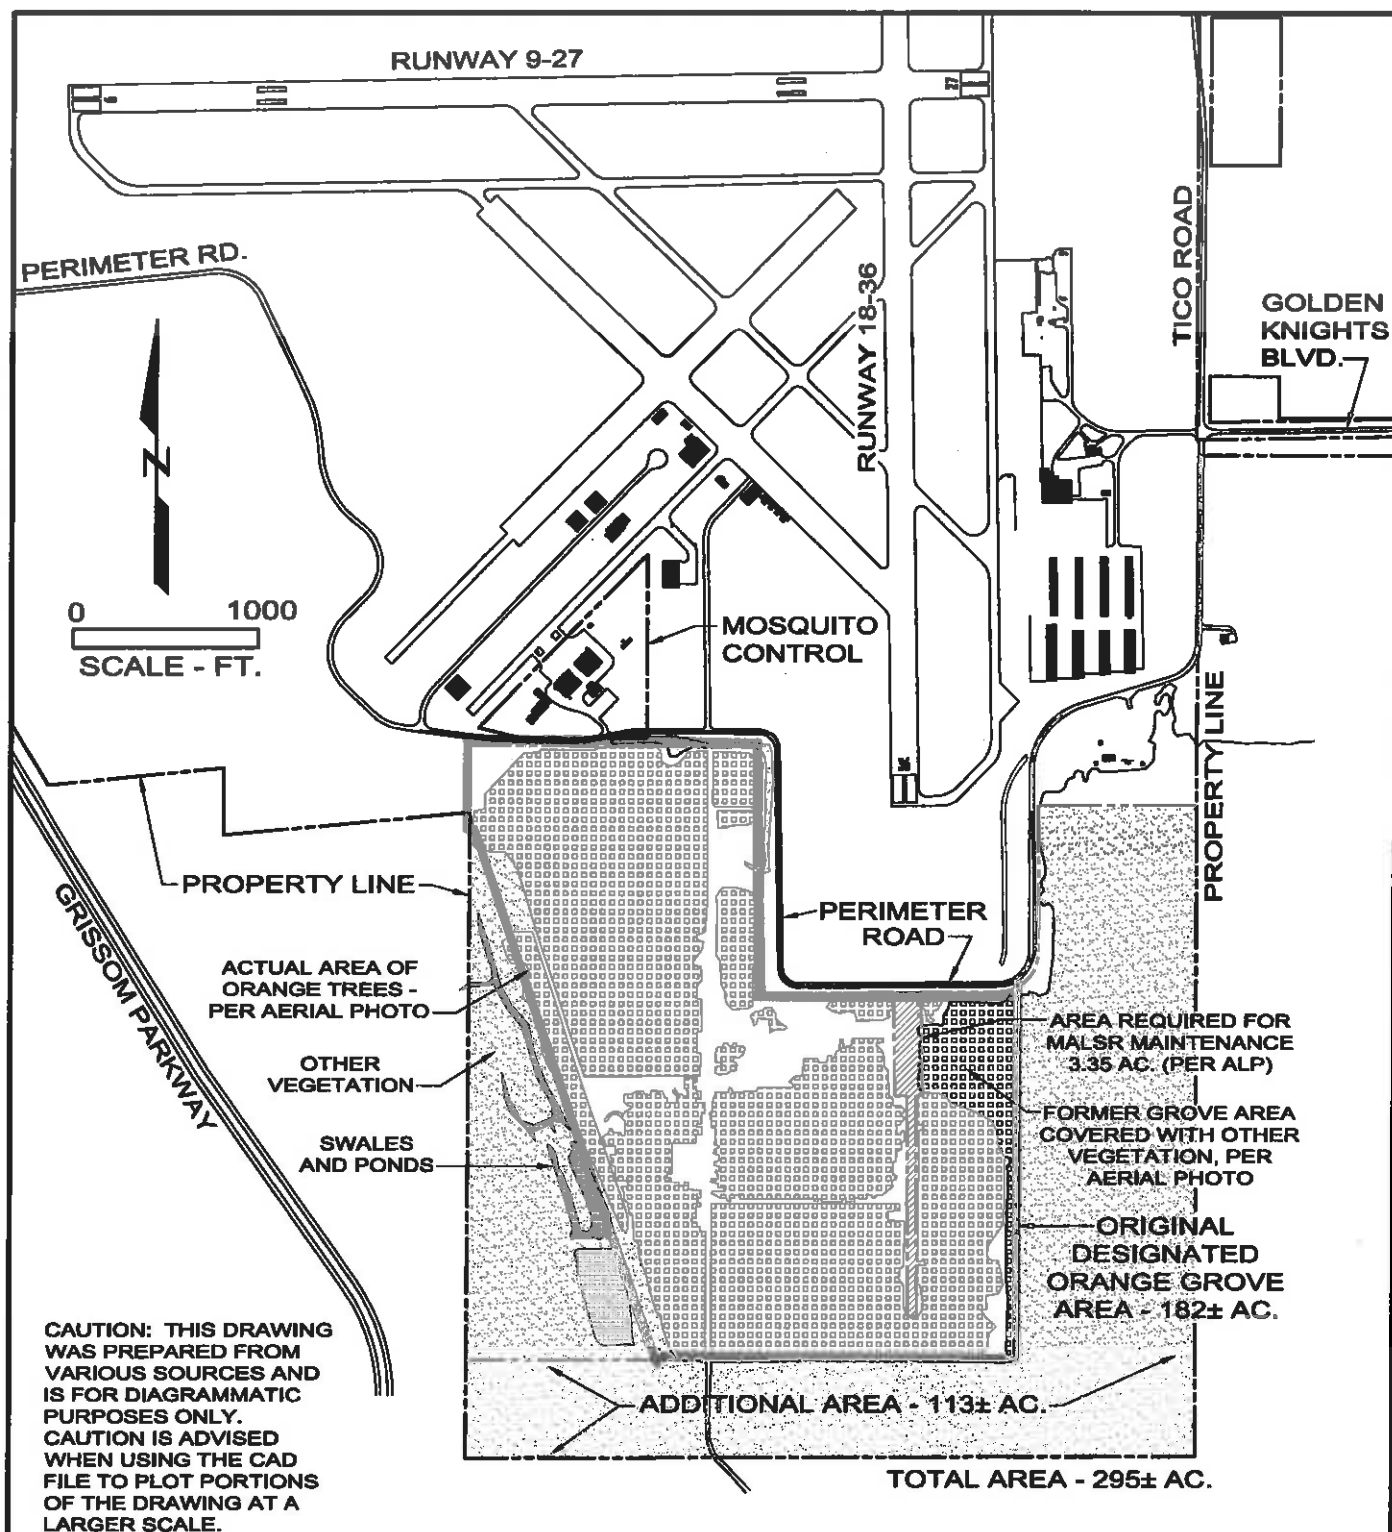 RUNWAY 9-27
27
PERIMETER RD.
TICO ROAD
RUNWAY 18-36
GOLDEN
KNIGHTS
BLVD.
N
0 1000
SCALE - FT.
MOSQUITO
CONTROL
PROPERTY LINE
36
PROPERTY LINE
GRISSOM PARKWAY
PERIMETER
ROAD
ACTUAL AREA OF
ORANGE TREES -
PER AERIAL PHOTO
AREA REQUIRED FOR
MALSR MAINTENANCE
3.35 AC. (PER ALP)
OTHER
VEGETATION
FORMER GROVE AREA
COVERED WITH OTHER
VEGETATION, PER
AERIAL PHOTO
SWALES
AND PONDS
ORIGINAL
DESIGNATED
ORANGE GROVE
AREA - 182± AC.
CAUTION: THIS DRAWING
WAS PREPARED FROM
VARIOUS SOURCES AND
IS FOR DIAGRAMMATIC
PURPOSES ONLY.
CAUTION IS ADVISED
WHEN USING THE CAD
FILE TO PLOT PORTIONS
OF THE DRAWING AT A
LARGER SCALE.
ADDITIONAL AREA - 113± AC.
TOTAL AREA - 295± AC.